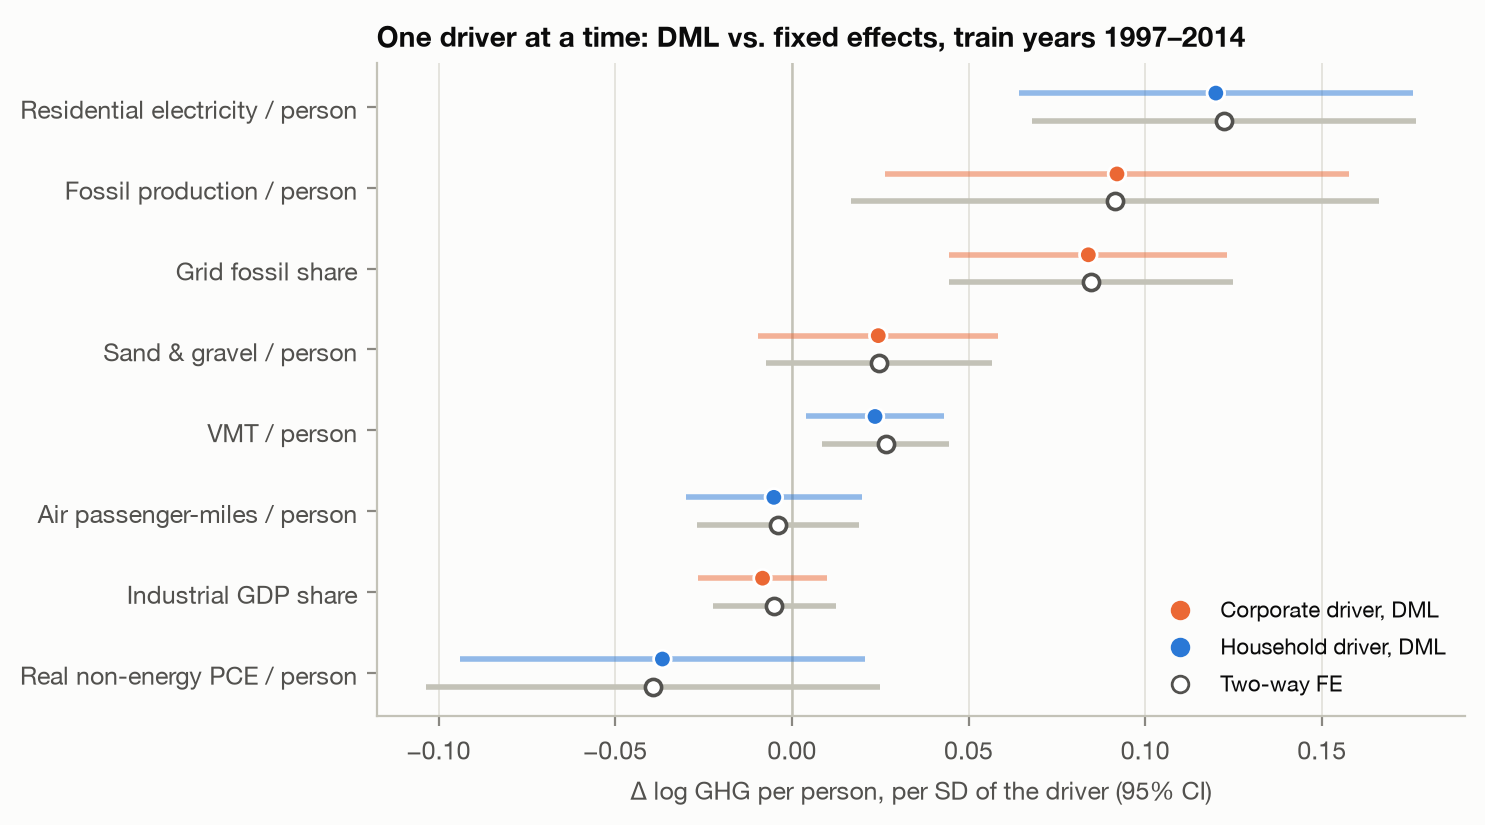 One driver at a time: DML vs. fixed effects, train years 1997–2014
Residential electricity / person
Fossil production / person
Grid fossil share
Sand & gravel / person
VMT / person
Air passenger-miles / person
Industrial GDP share
Real non-energy PCE / person
Corporate driver, DML
Household driver, DML
Two-way FE
−0.10 −0.05 0.00 0.05 0.10 0.15
Δ log GHG per person, per SD of the driver (95% CI)